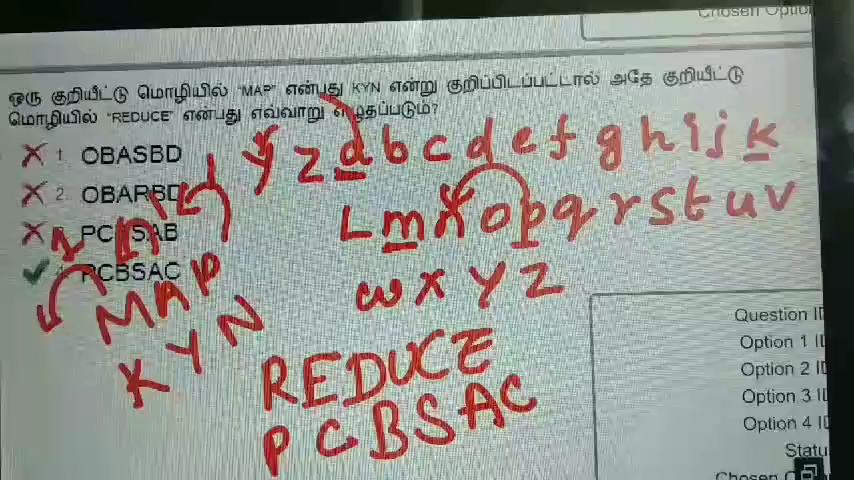 Chosen Option
ஒரு குறியீட்டு மொழியில் "MAP" என்பது KYN என்று குறிப்பிடப்பட்டால் அதே குறியீட்டு
மொழியில் "REDUCE" என்பது எவ்வாறு எழுதப்படும்?
1. OBASBD
y z a b c d e f g h i j k
2. OBARBD
L m n o p q r s t u v
PCBSAB
PCBSAC
w x y z
MAP
KYN
REDUCE
PCBSAC
Question ID
Option 1 ID
Option 2 ID
Option 3 ID
Option 4 ID
Status
Chosen